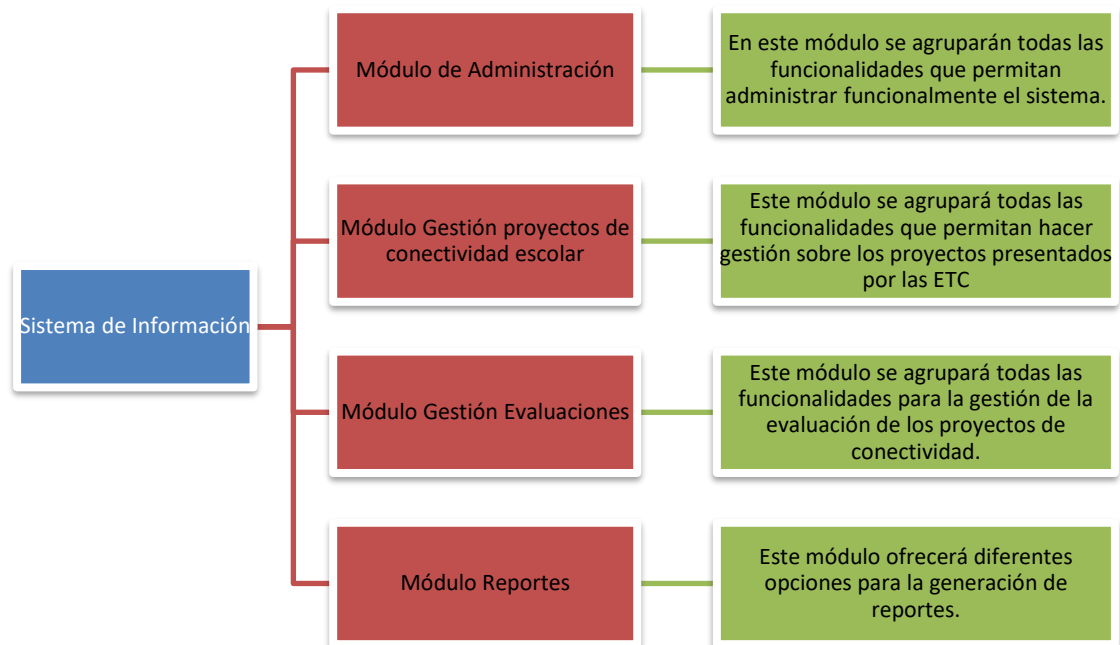 Sistema de Información
Módulo de Administración
En este módulo se agruparán todas las
funcionalidades que permitan
administrar funcionalmente el sistema.
Módulo Gestión proyectos de
conectividad escolar
Este módulo se agrupará todas las
funcionalidades que permitan hacer
gestión sobre los proyectos presentados
por las ETC
Módulo Gestión Evaluaciones
Este módulo se agrupará todas las
funcionalidades para la gestión de la
evaluación de los proyectos de
conectividad.
Módulo Reportes
Este módulo ofrecerá diferentes
opciones para la generación de
reportes.